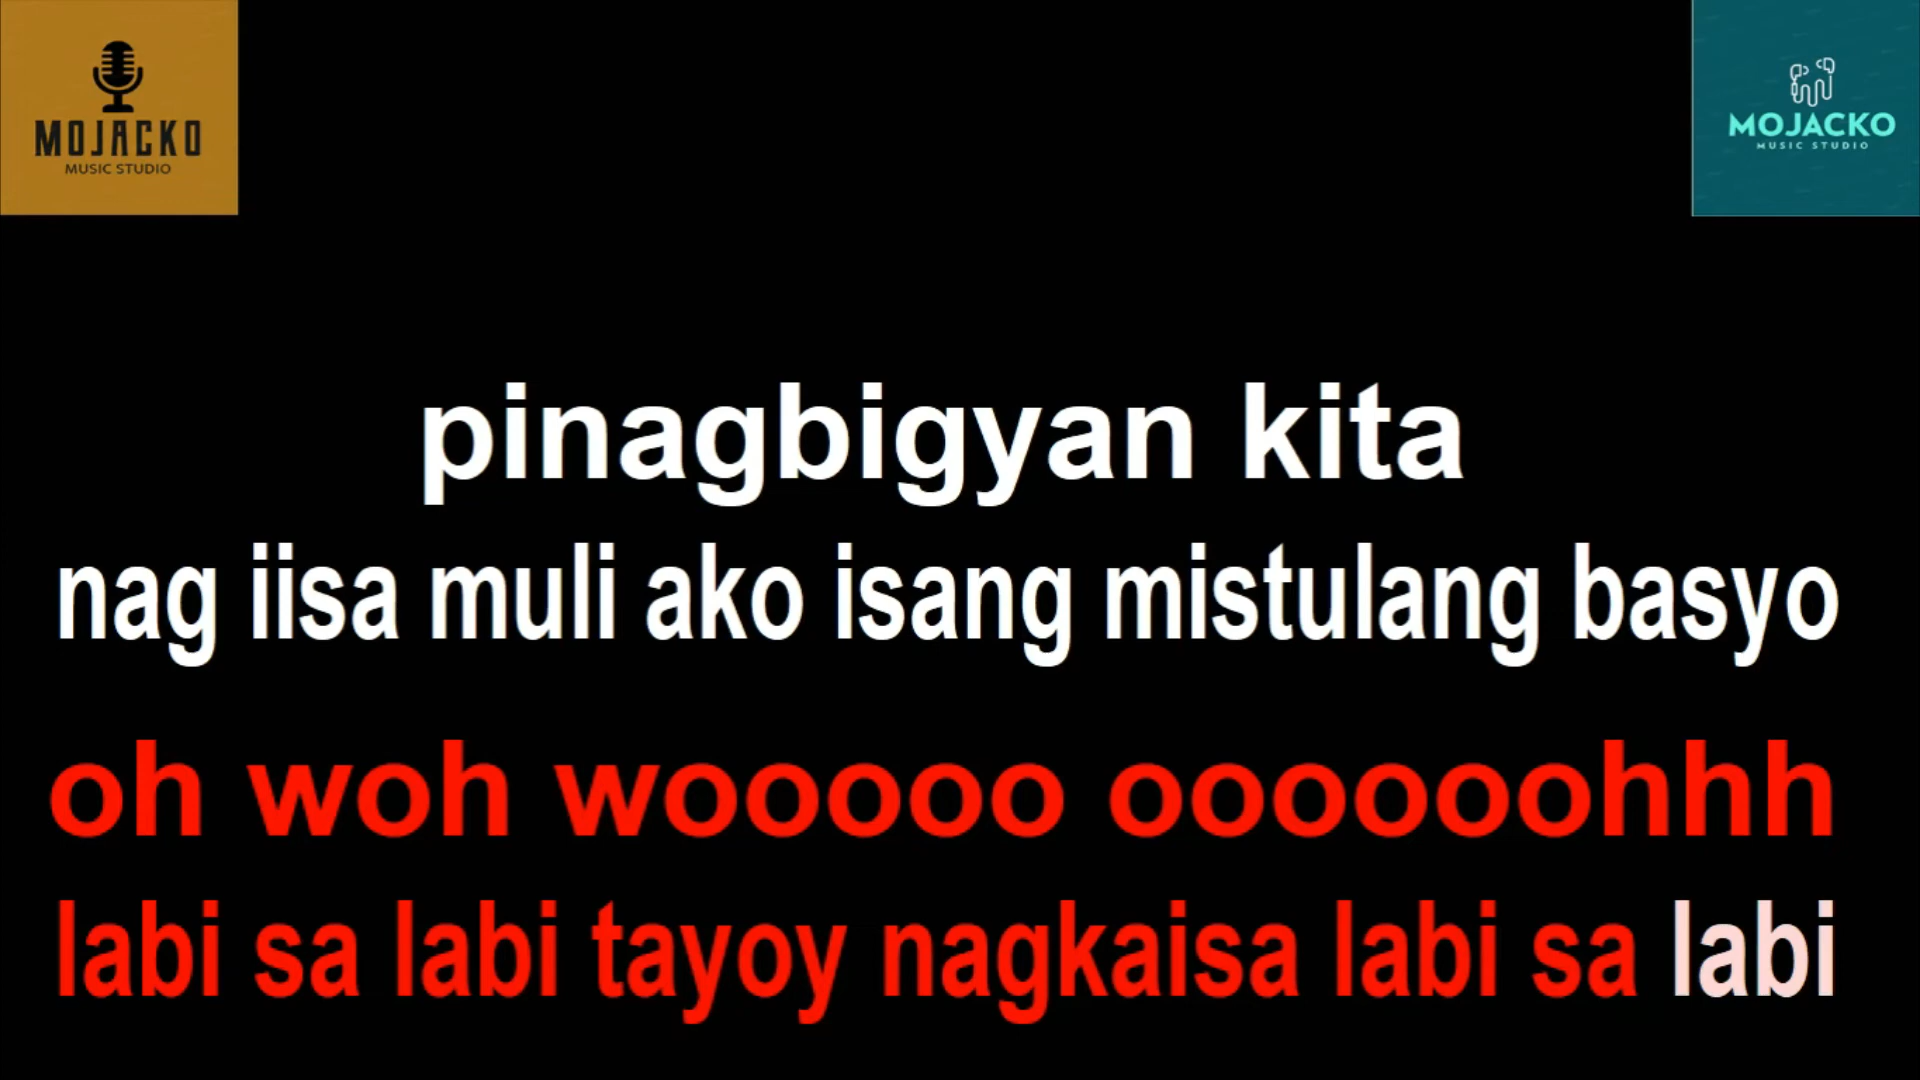 MOJACKO
MUSIC STUDIO
MOJACKO
MUSIC STUDIO
pinagbigyan kita
nag iisa muli ako isang mistulang basyo
oh woh wooooo oooooohhh
labi sa labi tayoy nagkaisa labi sa labi